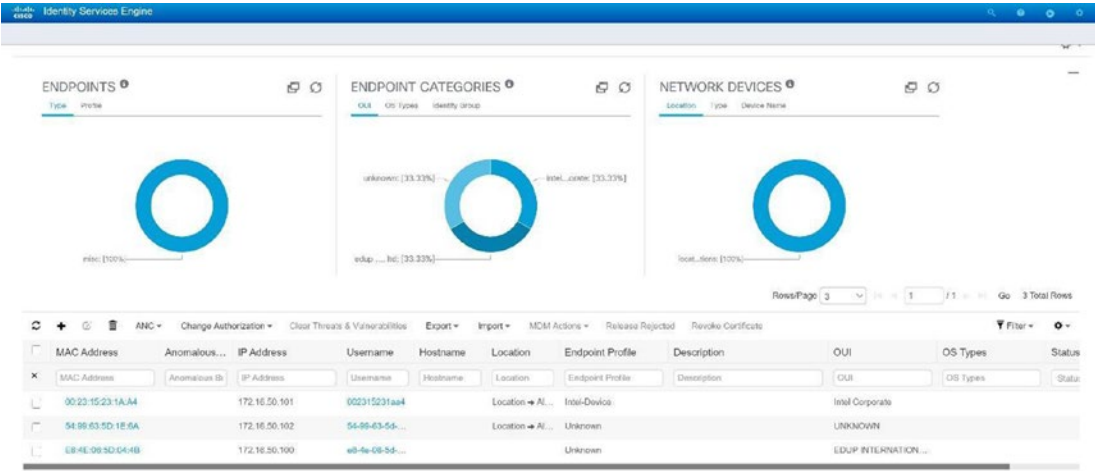 CISCO Identity Services Engine
ENDPOINTS
Type Profile
misc: [100%]
ENDPOINT CATEGORIES
OUI OS Types Identity Group
unknown: [33.33%]
intel...orate: [33.33%]
edup .... ltd: [33.33%]
NETWORK DEVICES
Location Type Device Name
locat...tions: [100%]
Rows/Page 3 1 / 1 Go 3 Total Rows
ANC Change Authorization Clear Threats & Vulnerabilities Export Import MDM Actions Release Rejected Revoke Certificate Filter
MAC Address Anomalous... IP Address Username Hostname Location Endpoint Profile Description OUI OS Types Status
MAC Address Anomalous Be IP Address Username Hostname Location Endpoint Profile Description OUI OS Types Status
00:23:15:23:1A:A4 172.16.50.101 002315231aa4 Location → Al... Intel-Device Intel Corporate
54:99:63:5D:1E:6A 172.16.50.102 54-99-63-5d-... Location → Al... Unknown UNKNOWN
E8:4E:06:5D:04:4B 172.16.50.100 e8-4e-06-5d-... Unknown EDUP INTERNATION...